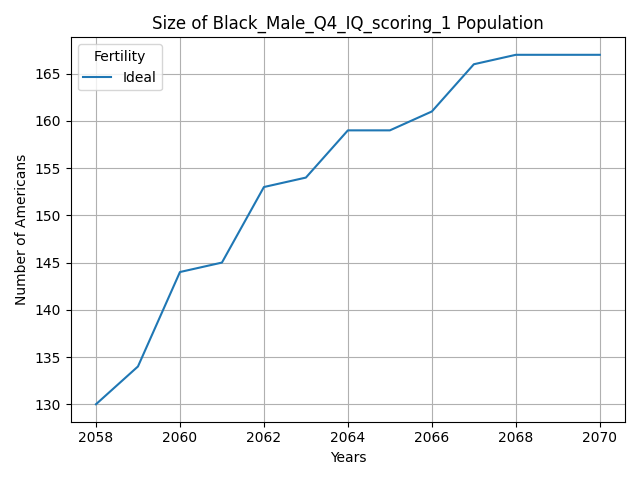 Size of Black_Male_Q4_IQ_scoring_1 Population
Fertility
Ideal
Number of Americans
165
160
155
150
145
140
135
130
2058 2060 2062 2064 2066 2068 2070
Years